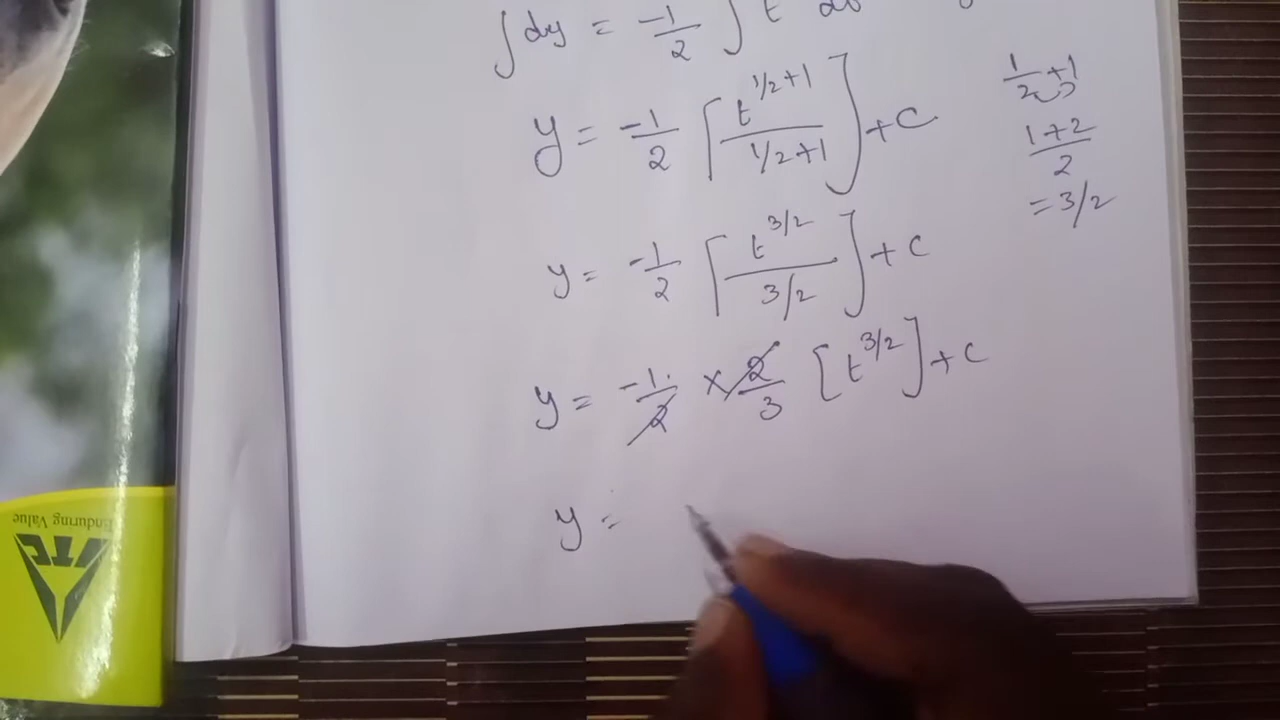 ∫dy = -1/2 ∫t
y = -1/2 [t^(1/2+1) / (1/2+1)] + c
1/2 + 1
(1+2)/2
= 3/2
y = -1/2 [t^(3/2) / (3/2)] + c
y = -1/2 × 2/3 [t^(3/2)] + c
y =
Enduring Value
ITC